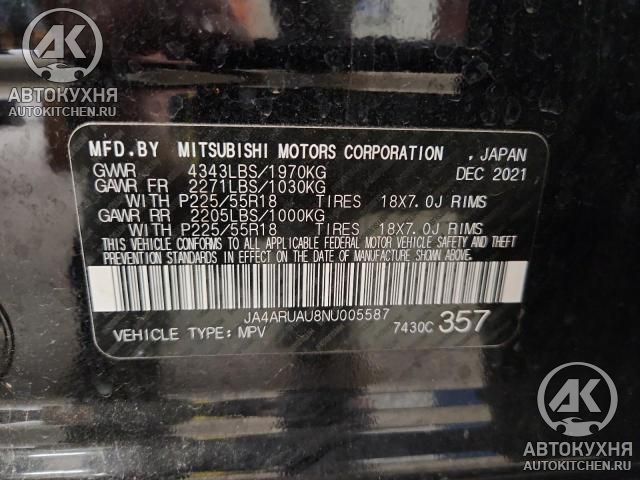 АК
АВТОКУХНЯ
AUTOKITCHEN.RU
MFD.BY MITSUBISHI MOTORS CORPORATION , JAPAN
GVWR 4343LBS/1970KG DEC 2021
GAWR FR 2271LBS/1030KG
WITH P225/55R18 TIRES 18X7.0J RIMS
GAWR RR 2205LBS/1000KG
WITH P225/55R18 TIRES 18X7.0J RIMS
THIS VEHICLE CONFORMS TO ALL APPLICABLE FEDERAL MOTOR VEHICLE SAFETY AND THEFT
PREVENTION STANDARDS IN EFFECT ON THE DATE OF MANUFACTURE SHOWN ABOVE.
JA4ARUAU8NU005587
VEHICLE TYPE: MPV 7430C 357
АК
АВТОКУХНЯ
AUTOKITCHEN.RU